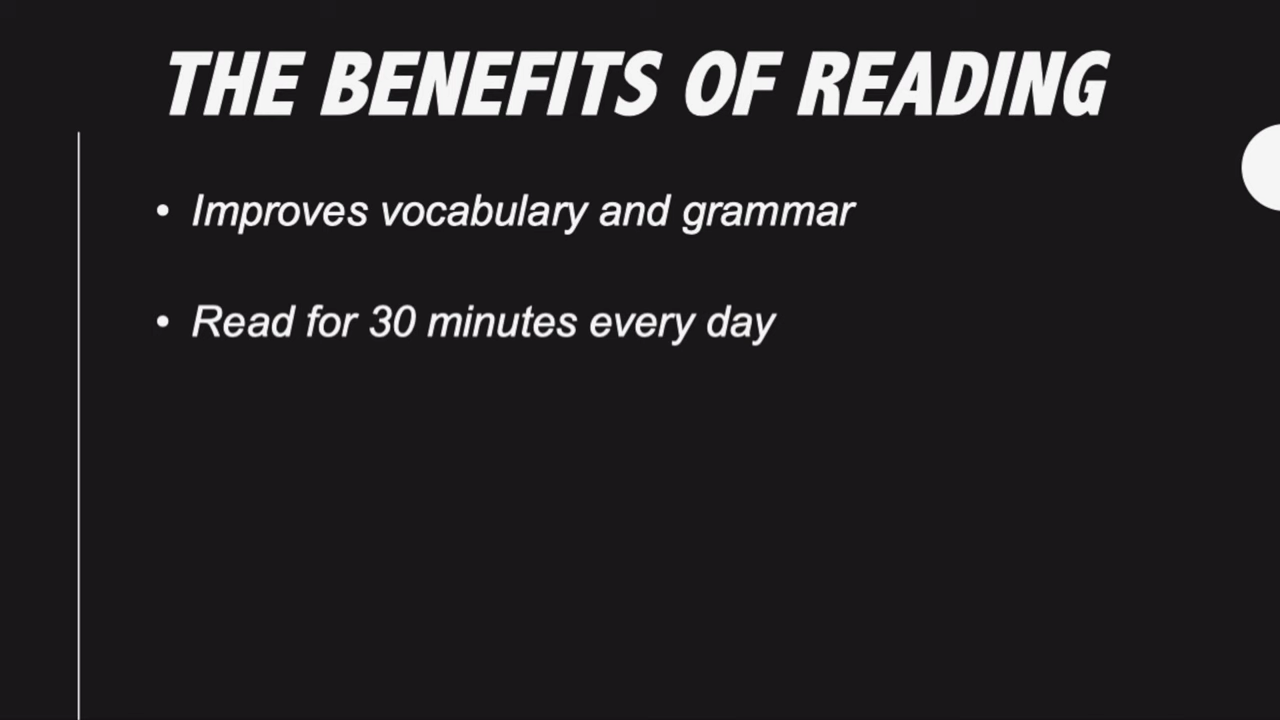 THE BENEFITS OF READING
• Improves vocabulary and grammar
• Read for 30 minutes every day